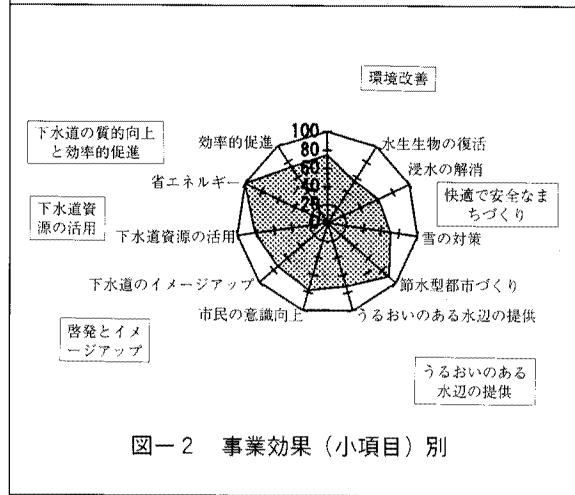 環境改善
下水道の質的向上
と効率的促進
効率的促進
100
80
60
40
20
0
水生生物の復活
浸水の解消
省エネルギー
快適で安全なま
ちづくり
下水道資
源の活用
下水道資源の活用
雪の対策
下水道のイメージアップ
節水型都市づくり
市民の意識向上
うるおいのある水辺の提供
啓発とイメ
ージアップ
うるおいのある
水辺の提供
図－2 事業効果（小項目）別